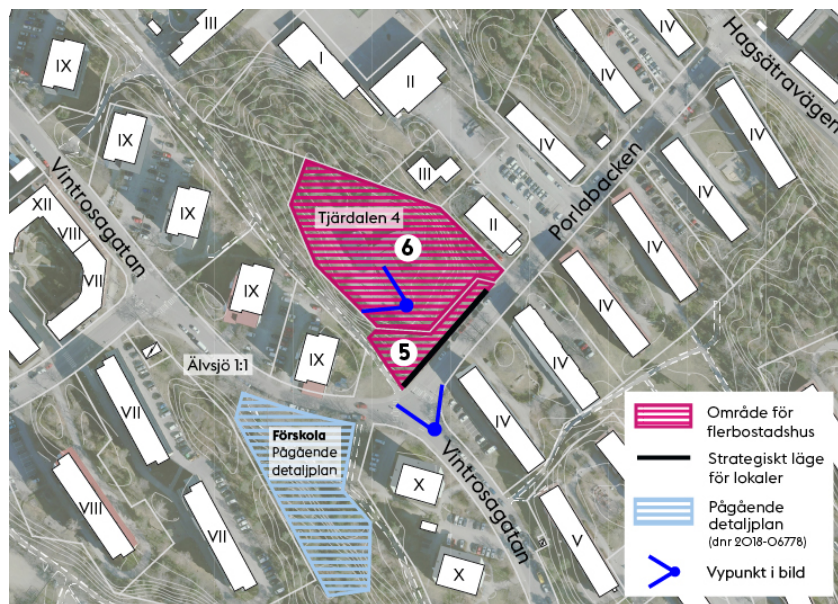 III
IX
I
II
IV
IV
Hagsätravägen
IX
IV
IV
Vintrosagatan
IX
III
IV
Porlabacken
XII
VIII
VII
Tjärdalen 4
6
II
IV
IX
IV
5
IV
Älvsjö 1:1
IX
IV
VII
Förskola
Pågående
detaljplan
Vintrosagatan
X
VIII
VII
X
V
Område för
flerbostadshus
Strategiskt läge
för lokaler
Pågående
detaljplan
(dnr 2018-06778)
Vypunkt i bild